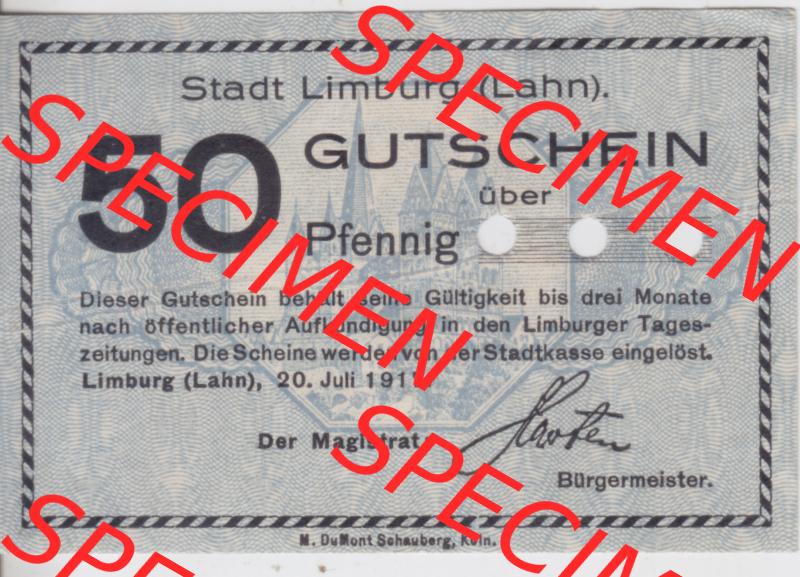 Stadt Limburg (Lahn).
50 GUTSCHEIN
über
Pfennig
Dieser Gutschein behält seine Gültigkeit bis drei Monate
nach öffentlicher Aufkündigung in den Limburger Tages-
zeitungen. Die Scheine werden von der Stadtkasse eingelöst.
Limburg (Lahn), 20. Juli 191
Der Magistrat:
Bürgermeister.
M. DuMont Schauberg, Köln.
SPECIMEN
SPECIMEN
SPECIMEN
SPECIMEN